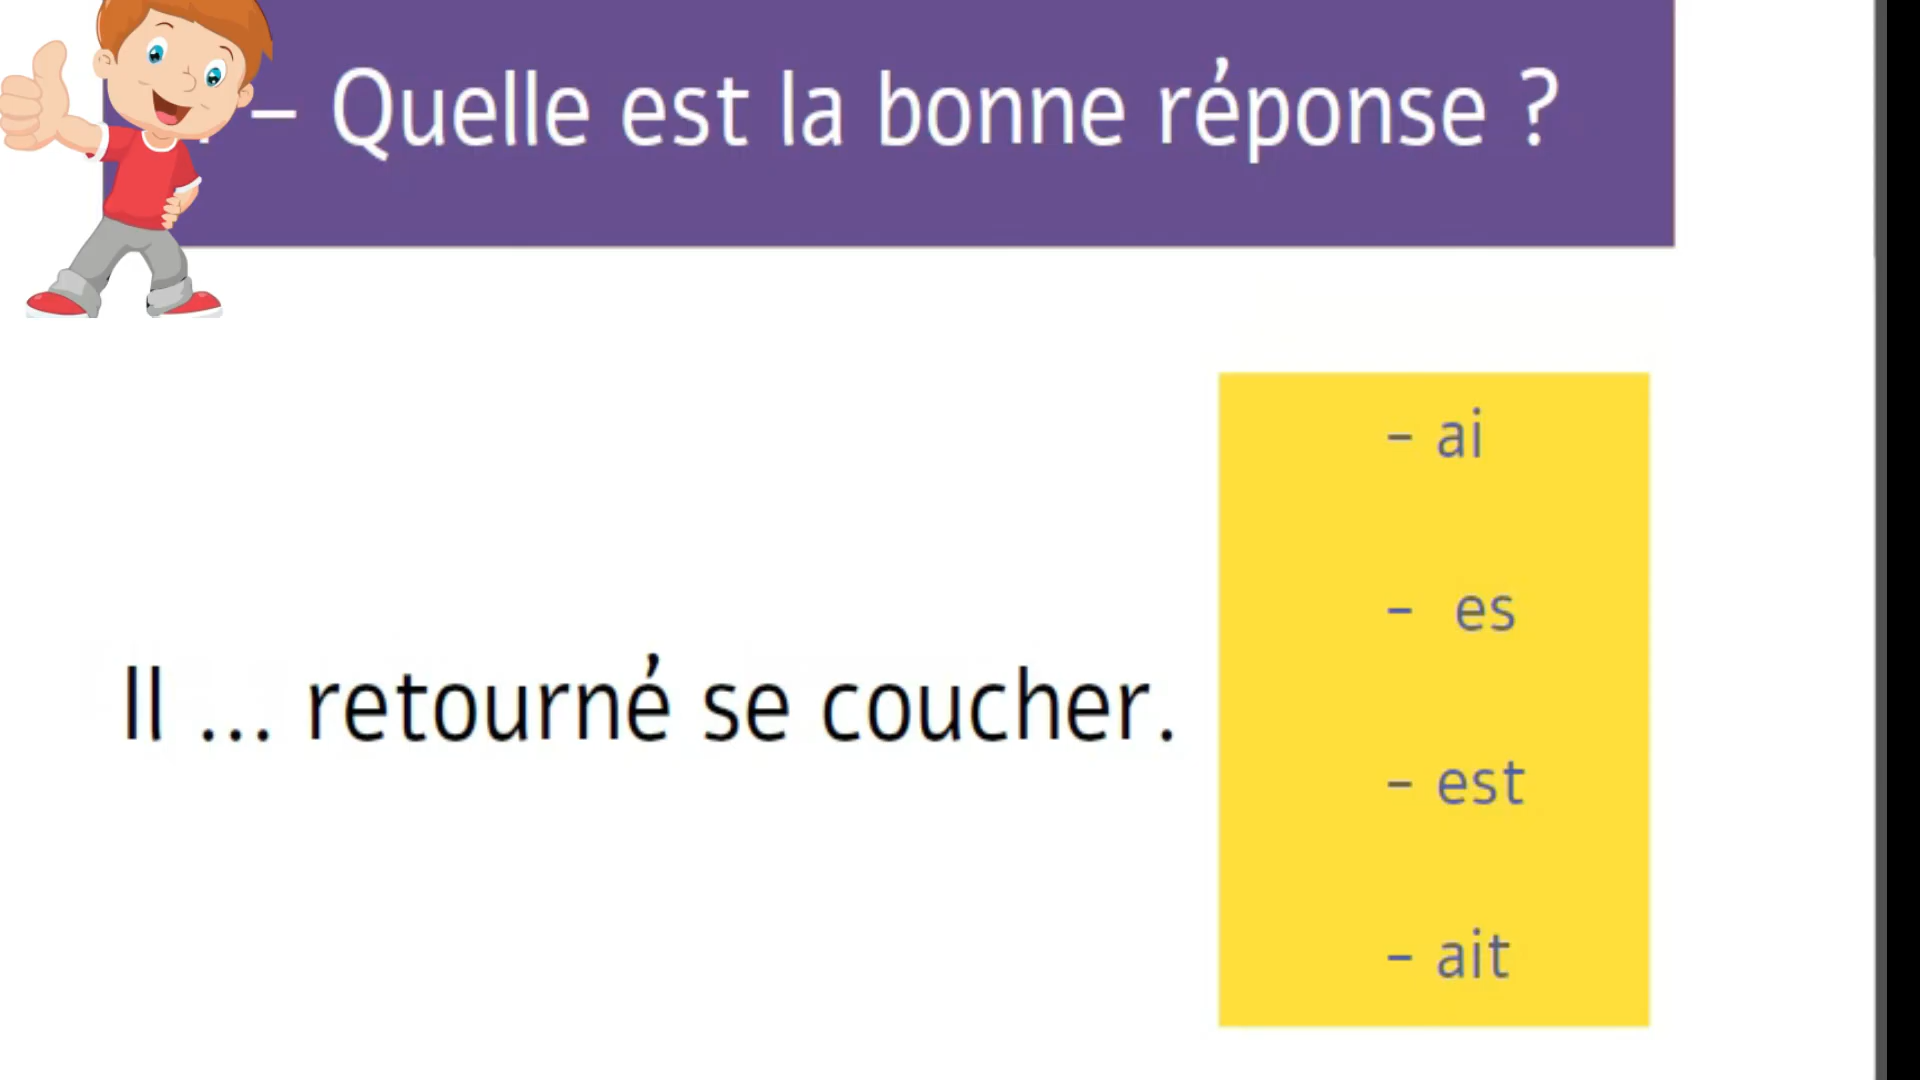 – Quelle est la bonne réponse ?
– ai
– es
Il ... retourné se coucher.
– est
– ait